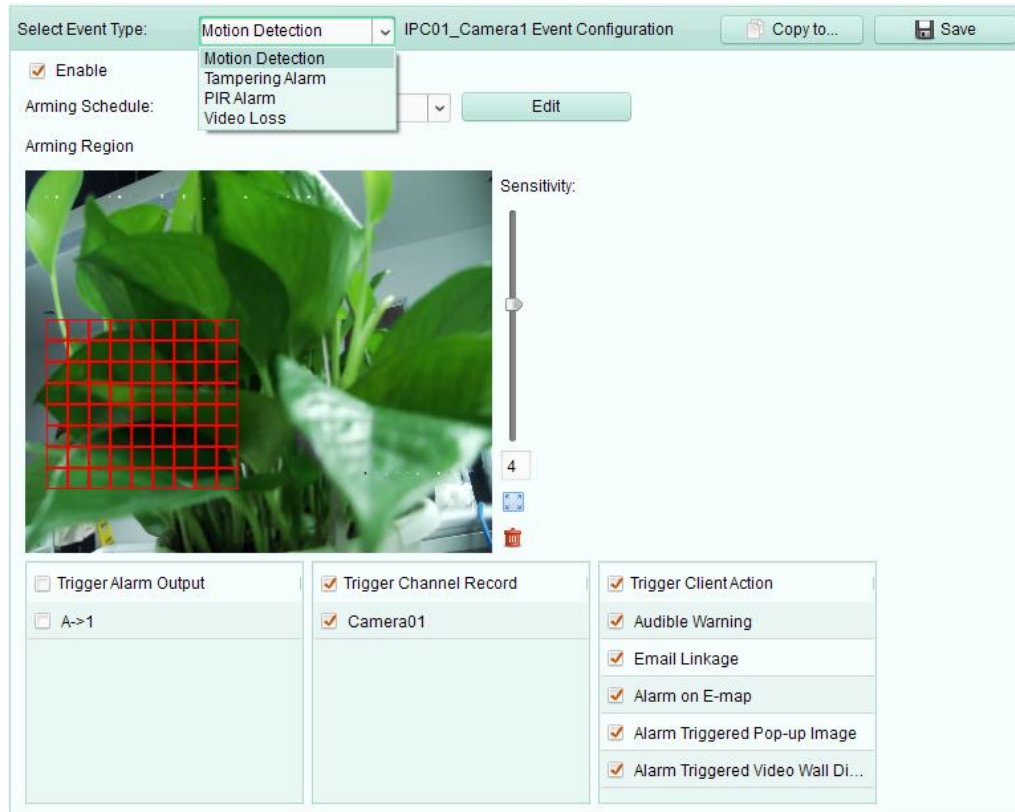 Select Event Type: Motion Detection IPC01_Camera1 Event Configuration Copy to... Save
Motion Detection
Tampering Alarm
PIR Alarm
Video Loss
Enable
Arming Schedule: Edit
Arming Region
Sensitivity:
4
Trigger Alarm Output Trigger Channel Record Trigger Client Action
A->1 Camera01 Audible Warning
Email Linkage
Alarm on E-map
Alarm Triggered Pop-up Image
Alarm Triggered Video Wall Di...